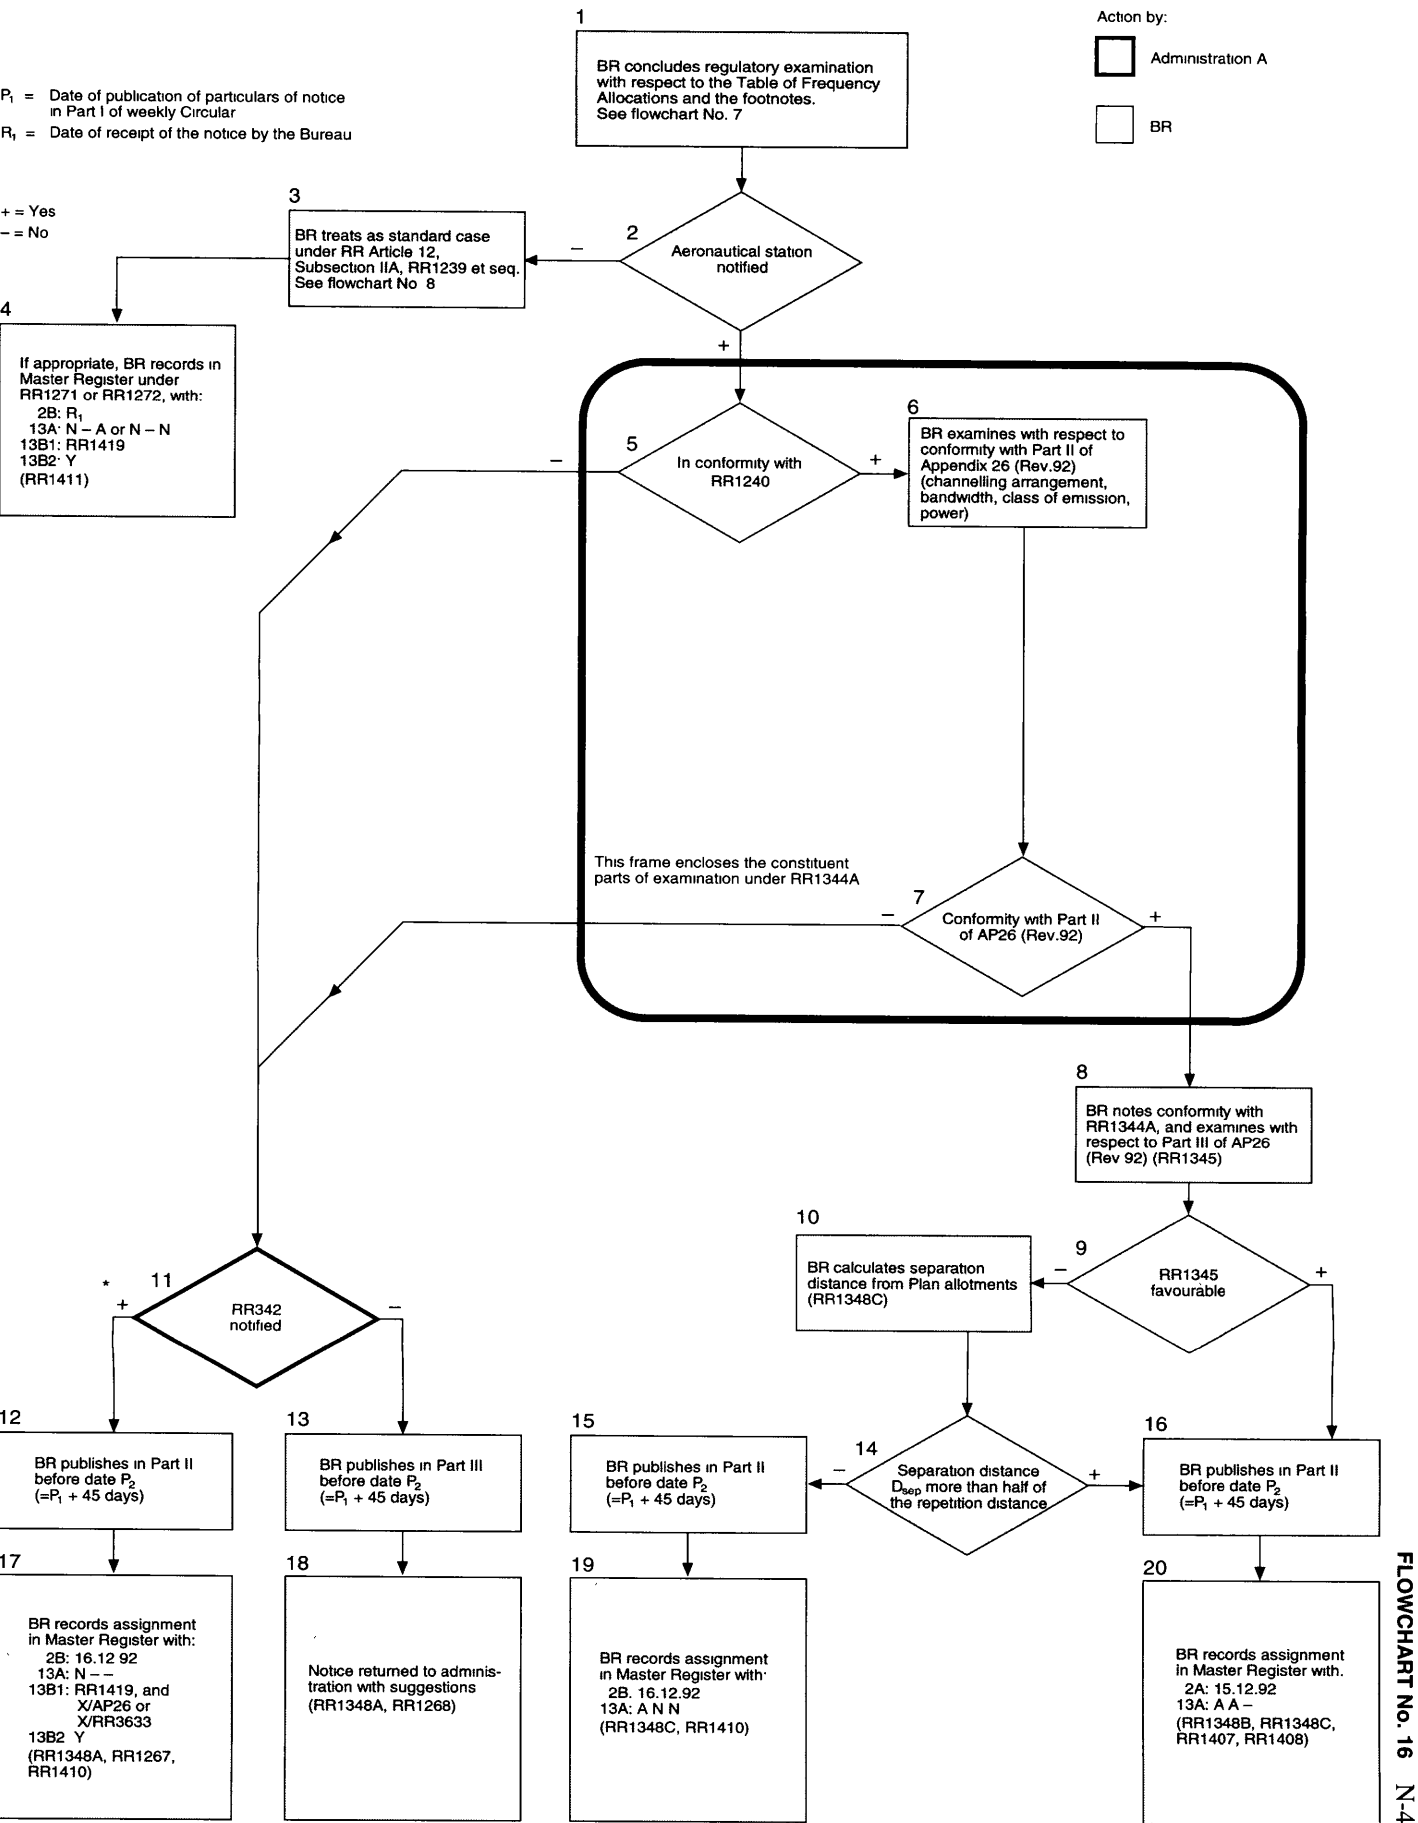 Action by:
Administration A
BR
P₁ = Date of publication of particulars of notice
in Part I of weekly Circular
R₁ = Date of receipt of the notice by the Bureau
+ = Yes
– = No
1
BR concludes regulatory examination
with respect to the Table of Frequency
Allocations and the footnotes.
See flowchart No. 7
2
Aeronautical station
notified
–
+
3
BR treats as standard case
under RR Article 12,
Subsection IIA, RR1239 et seq.
See flowchart No 8
4
If appropriate, BR records in
Master Register under
RR1271 or RR1272, with:
2B: R₁
13A· N – A or N – N
13B1: RR1419
13B2· Y
(RR1411)
5
In conformity with
RR1240
–
+
6
BR examines with respect to
conformity with Part II of
Appendix 26 (Rev.92)
(channelling arrangement,
bandwidth, class of emission,
power)
This frame encloses the constituent
parts of examination under RR1344A
7
Conformity with Part II
of AP26 (Rev.92)
–
+
8
BR notes conformity with
RR1344A, and examines with
respect to Part III of AP26
(Rev 92) (RR1345)
9
RR1345
favourable
–
+
10
BR calculates separation
distance from Plan allotments
(RR1348C)
11
RR342
notified
*
+
–
12
BR publishes in Part II
before date P₂
(=P₁ + 45 days)
13
BR publishes in Part III
before date P₂
(=P₁ + 45 days)
14
Separation distance
Dsep more than half of
the repetition distance
–
+
15
BR publishes in Part II
before date P₂
(=P₁ + 45 days)
16
BR publishes in Part II
before date P₂
(=P₁ + 45 days)
17
BR records assignment
in Master Register with:
2B: 16.12 92
13A: N – –
13B1: RR1419, and
X/AP26 or
X/RR3633
13B2 Y
(RR1348A, RR1267,
RR1410)
18
Notice returned to adminis-
tration with suggestions
(RR1348A, RR1268)
19
BR records assignment
in Master Register with·
2B. 16.12.92
13A: A N N
(RR1348C, RR1410)
20
BR records assignment
in Master Register with.
2A: 15.12.92
13A: A A –
(RR1348B, RR1348C,
RR1407, RR1408)
FLOWCHART No. 16 N-4